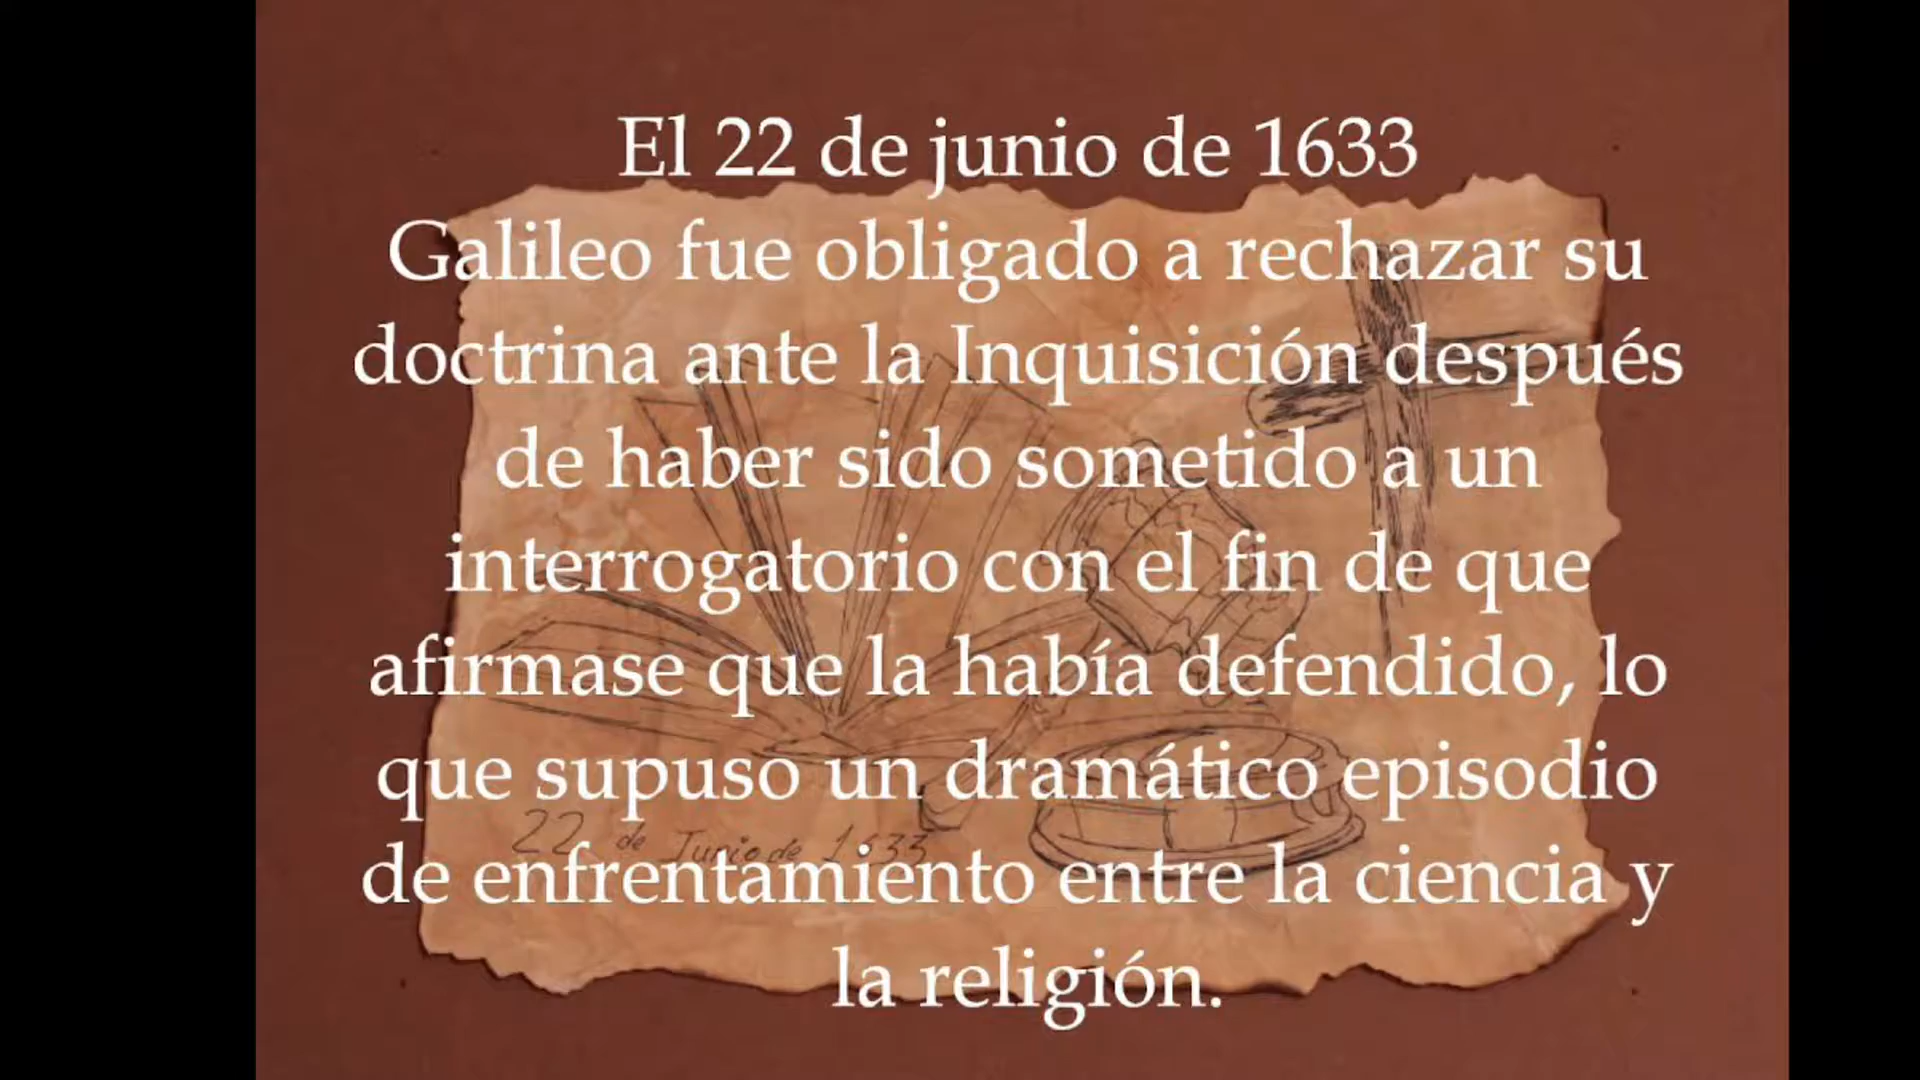 El 22 de junio de 1633
Galileo fue obligado a rechazar su
doctrina ante la Inquisición después
de haber sido sometido a un
interrogatorio con el fin de que
afirmase que la había defendido, lo
que supuso un dramático episodio
de enfrentamiento entre la ciencia y
la religión.
22 de Junio de 1633